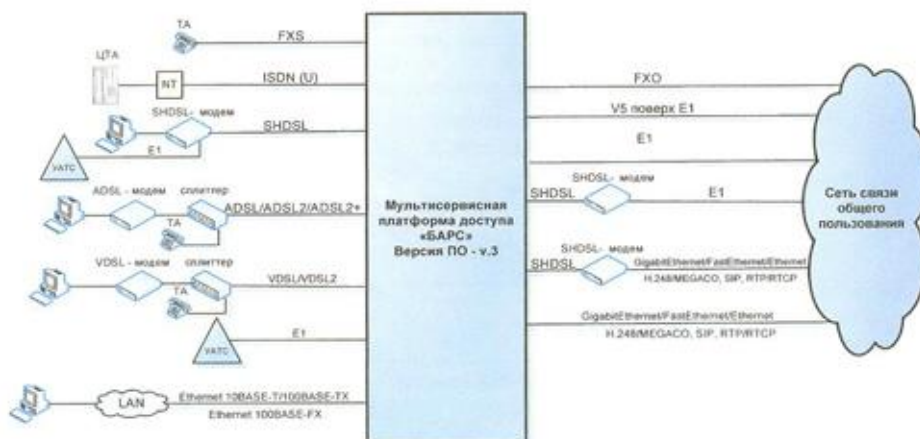 ТА
FXS
ЦТА
NT
ISDN (U)
SHDSL- модем
SHDSL
E1
УАТС
ADSL - модем сплиттер
ADSL/ADSL2/ADSL2+
ТА
VDSL - модем сплиттер
VDSL/VDSL2
ТА
E1
УАТС
LAN
Ethernet 10BASE-T/100BASE-TX
Ethernet 100BASE-FX
Мультисервисная
платформа доступа
«БАРС»
Версия ПО - v.3
FXO
V5 поверх E1
E1
SHDSL- модем
SHDSL
E1
SHDSL- модем
SHDSL
GigabitEthernet/FastEthernet/Ethernet
H.248/MEGACO, SIP, RTP/RTCP
GigabitEthernet/FastEthernet/Ethernet
H.248/MEGACO, SIP, RTP/RTCP
Сеть связи
общего
пользования